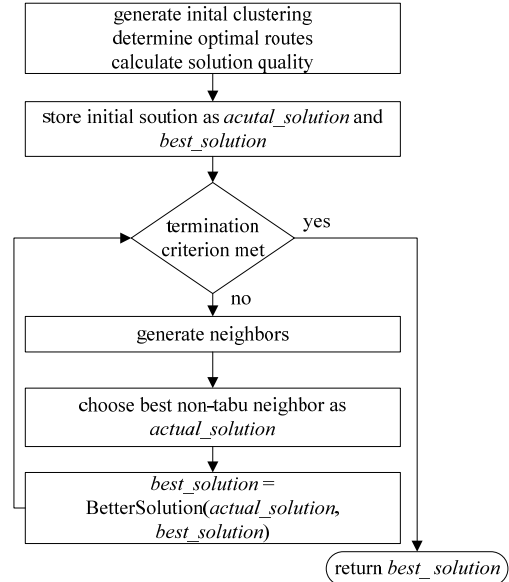 generate inital clustering
determine optimal routes
calculate solution quality
store initial soution as acutal_solution and
best_solution
termination
criterion met
yes
no
generate neighbors
choose best non-tabu neighbor as
actual_solution
best_solution =
BetterSolution(actual_solution,
best_solution)
return best_solution